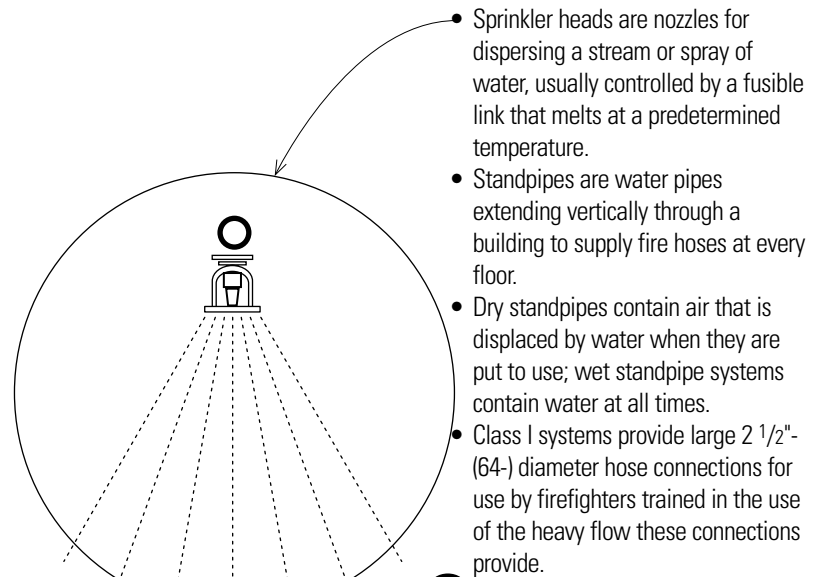 • Sprinkler heads are nozzles for
dispersing a stream or spray of
water, usually controlled by a fusible
link that melts at a predetermined
temperature.
• Standpipes are water pipes
extending vertically through a
building to supply fire hoses at every
floor.
• Dry standpipes contain air that is
displaced by water when they are
put to use; wet standpipe systems
contain water at all times.
• Class I systems provide large 2 1/2"-
(64-) diameter hose connections for
use by firefighters trained in the use
of the heavy flow these connections
provide.